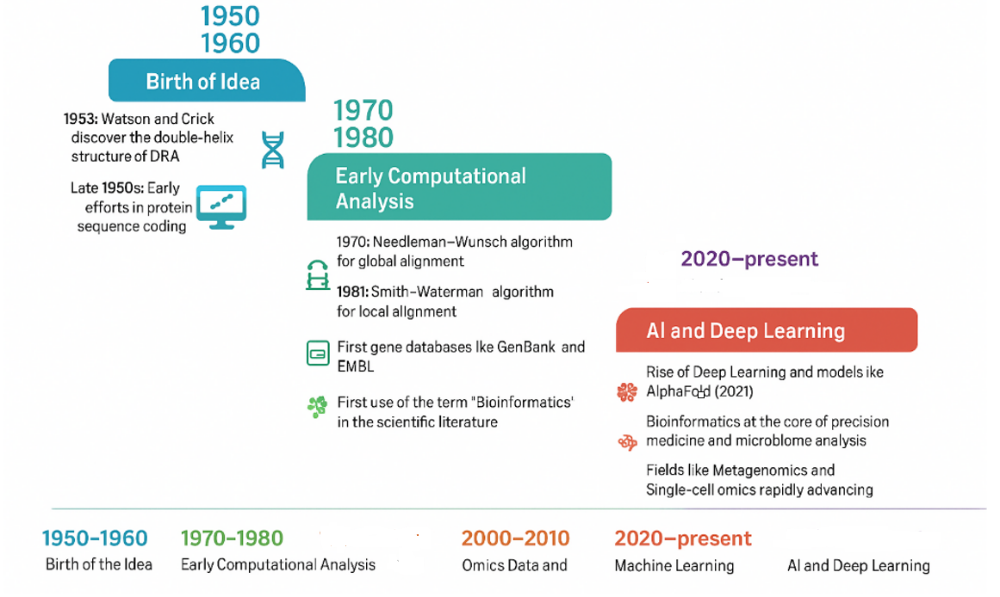 1950
1960
Birth of Idea
1953: Watson and Crick
discover the double-helix
structure of DRA
Late 1950s: Early
efforts in protein
sequence coding
1970
1980
Early Computational
Analysis
1970: Needleman–Wunsch algorithm
for global alignment
1981: Smith–Waterman algorithm
for local alIgnment
First gene databases Ike GenBank and
EMBL
First use of the term "Bioinformatics'
in the scientific literature
2020–present
AI and Deep Learning
Rise of Deep Learning and models ike
AlphaFold (2021)
Bioinformatics at the core of precision
medicine and microblome analysis
Fields like Metagenomics and
Single-cell omics rapidly advancing
1950–1960 1970–1980 2000–2010 2020–present
Birth of the Idea Early Computational Analysis Omics Data and Machine Learning AI and Deep Learning